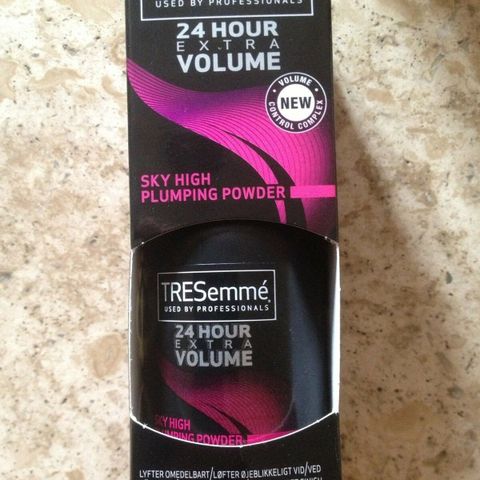 USED BY PROFESSIONALS
24 HOUR
EXTRA
VOLUME
VOLUME
NEW
CONTROL COMPLEX
SKY HIGH
PLUMPING POWDER
TRESemmé
USED BY PROFESSIONALS
24 HOUR
EXTRA
VOLUME
SKY HIGH
POWDER
LYFTER OMEDELBART/LØFTER ØJEBLIKKELIGT VID/VED